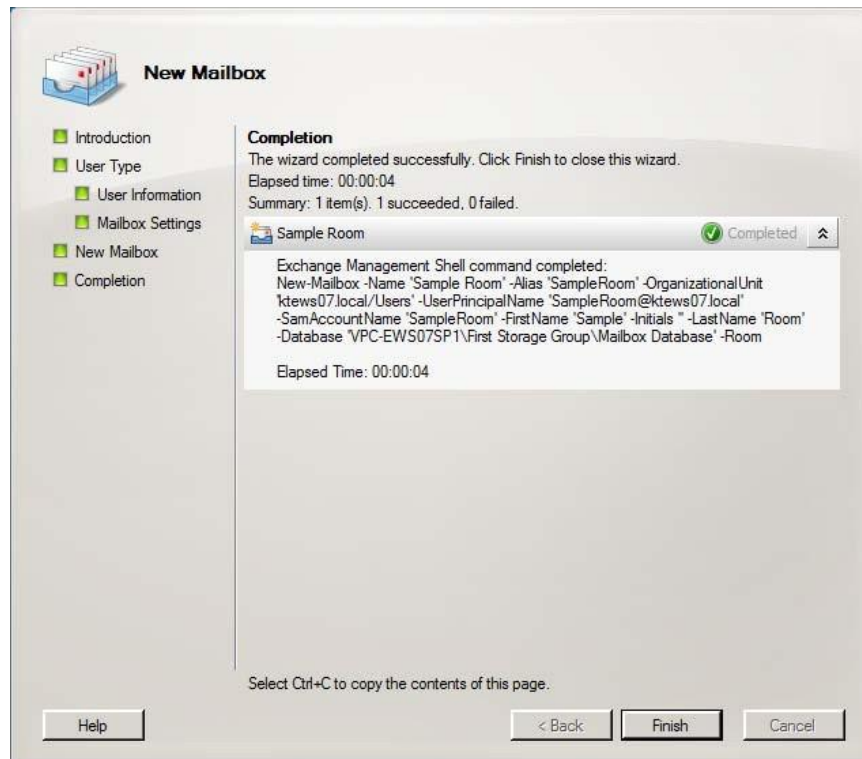 New Mailbox
Introduction
User Type
User Information
Mailbox Settings
New Mailbox
Completion
Completion
The wizard completed successfully. Click Finish to close this wizard.
Elapsed time: 00:00:04
Summary: 1 item(s). 1 succeeded, 0 failed.
Sample Room
Completed
Exchange Management Shell command completed:
New-Mailbox -Name 'Sample Room' -Alias 'SampleRoom' -OrganizationalUnit
'ktews07.local/Users' -UserPrincipalName 'SampleRoom@ktews07.local'
-SamAccountName 'SampleRoom' -FirstName 'Sample' -Initials '' -LastName 'Room'
-Database 'VPC-EWS07SP1\First Storage Group\Mailbox Database' -Room
Elapsed Time: 00:00:04
Select Ctrl+C to copy the contents of this page.
Help
< Back
Finish
Cancel